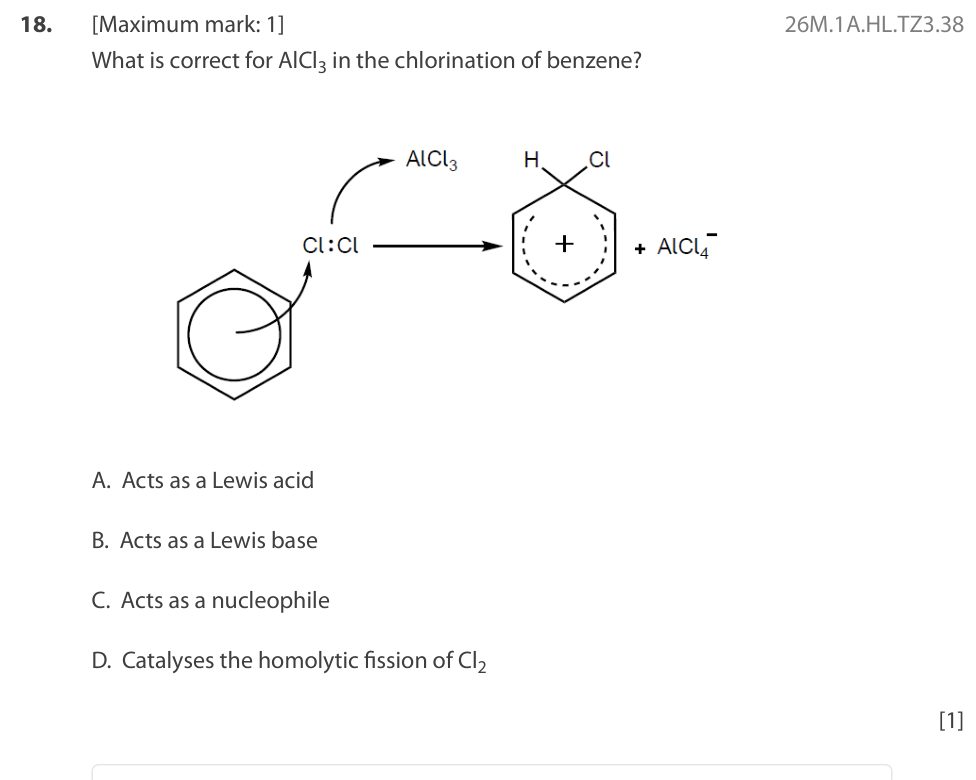 18. [Maximum mark: 1] 26M.1A.HL.TZ3.38
What is correct for AlCl₃ in the chlorination of benzene?
AlCl₃ H Cl
Cl:Cl + + AlCl₄⁻
A. Acts as a Lewis acid
B. Acts as a Lewis base
C. Acts as a nucleophile
D. Catalyses the homolytic fission of Cl₂
[1]